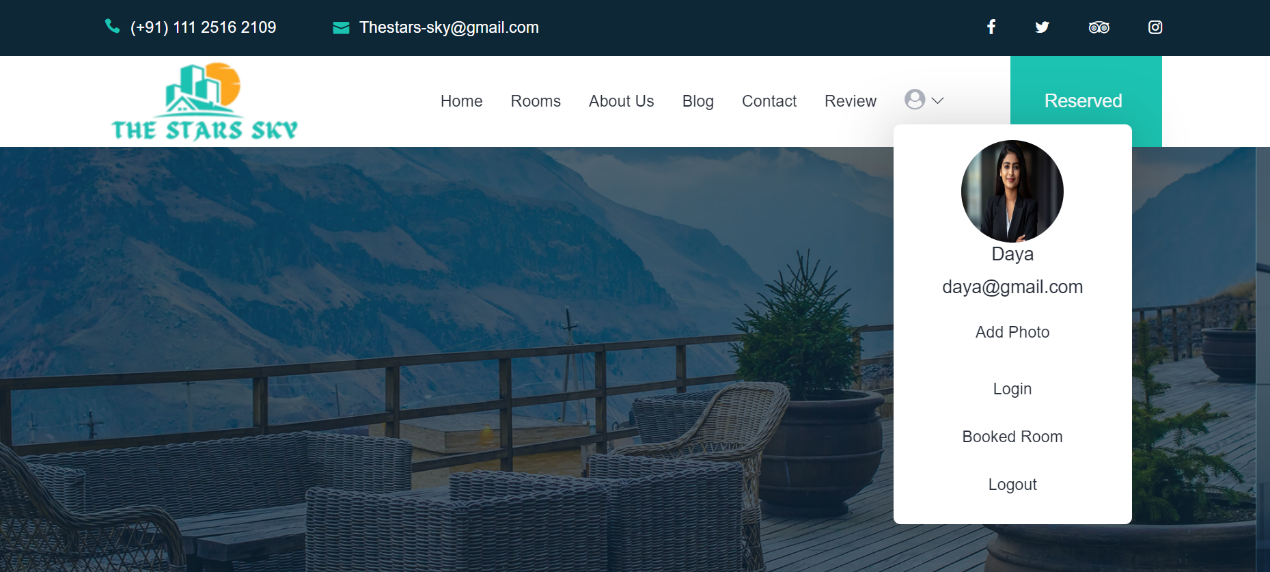 (+91) 111 2516 2109
Thestars-sky@gmail.com
THE STARS SKY
Home
Rooms
About Us
Blog
Contact
Review
Reserved
Daya
daya@gmail.com
Add Photo
Login
Booked Room
Logout